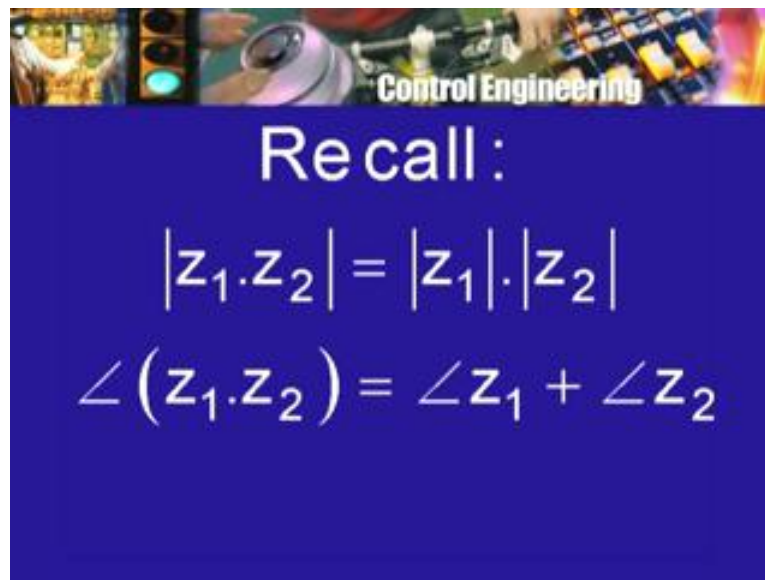 Control Engineering
Recall:
|z₁.z₂| = |z₁|.|z₂|
∠(z₁.z₂) = ∠z₁ + ∠z₂